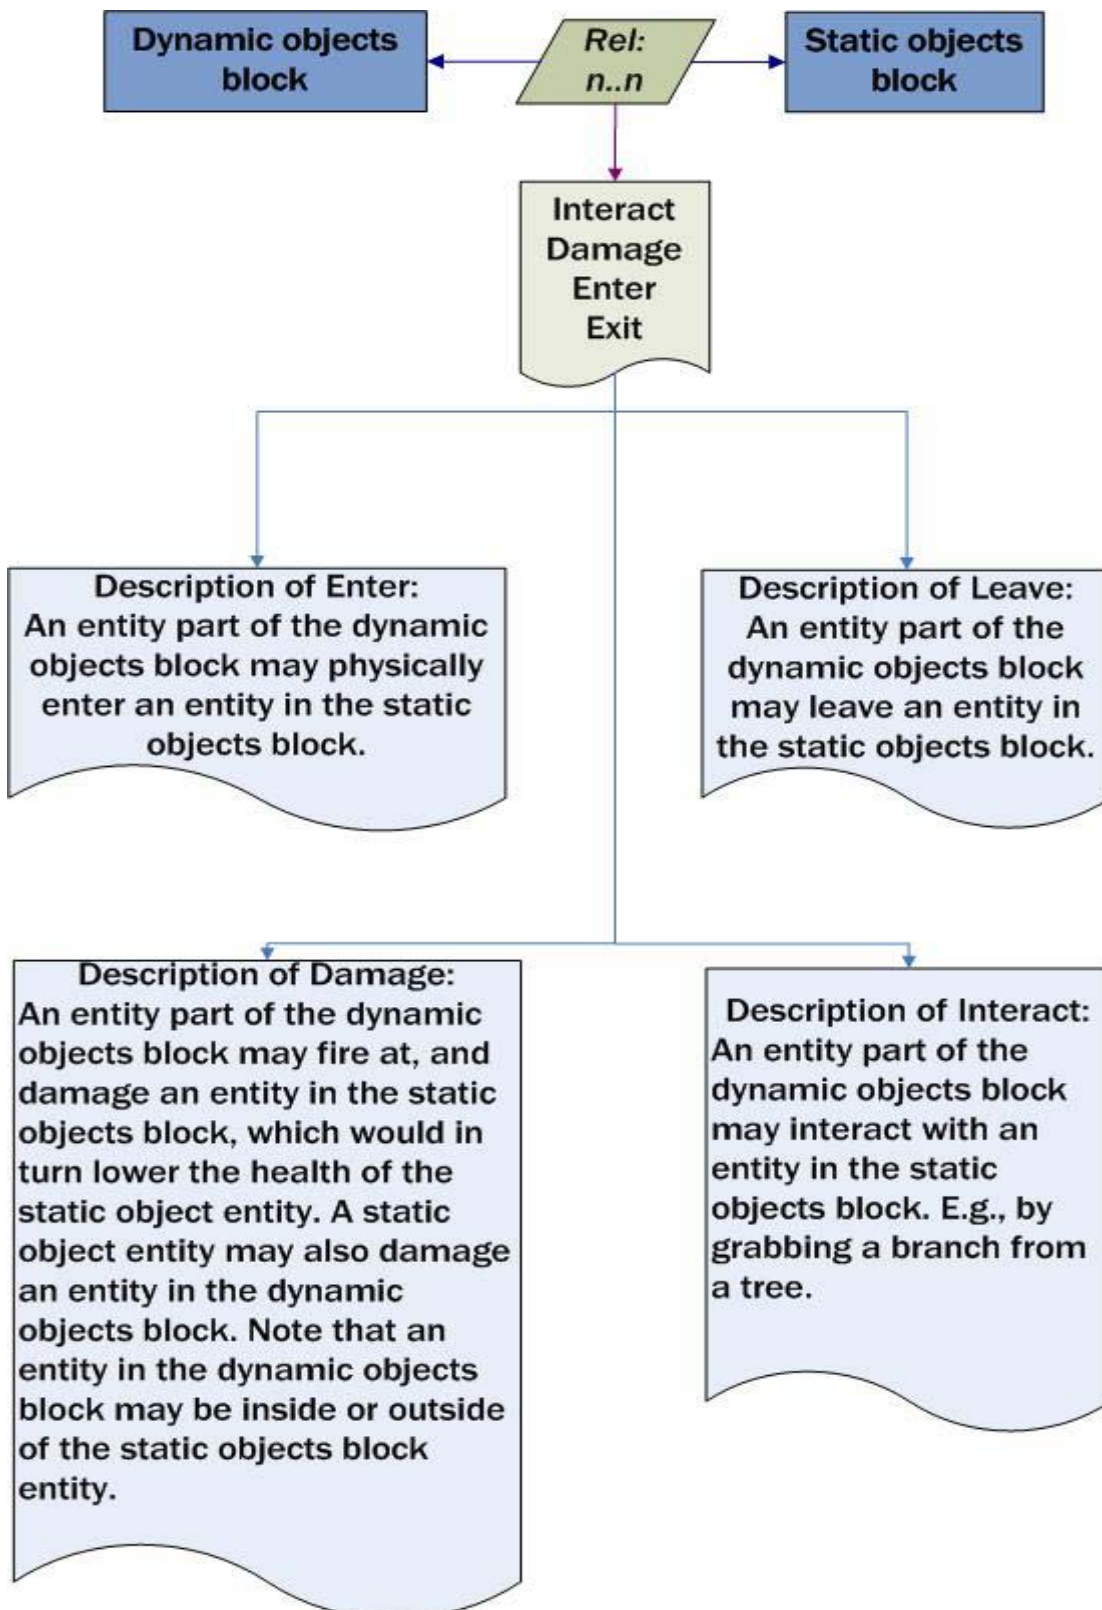 Dynamic objects
block
Rel:
n..n
Static objects
block
Interact
Damage
Enter
Exit
Description of Enter:
An entity part of the dynamic
objects block may physically
enter an entity in the static
objects block.
Description of Leave:
An entity part of the
dynamic objects block
may leave an entity in
the static objects block.
Description of Damage:
An entity part of the dynamic
objects block may fire at, and
damage an entity in the static
objects block, which would in
turn lower the health of the
static object entity. A static
object entity may also damage
an entity in the dynamic
objects block. Note that an
entity in the dynamic objects
block may be inside or outside
of the static objects block
entity.
Description of Interact:
An entity part of the
dynamic objects block
may interact with an
entity in the static
objects block. E.g., by
grabbing a branch from
a tree.